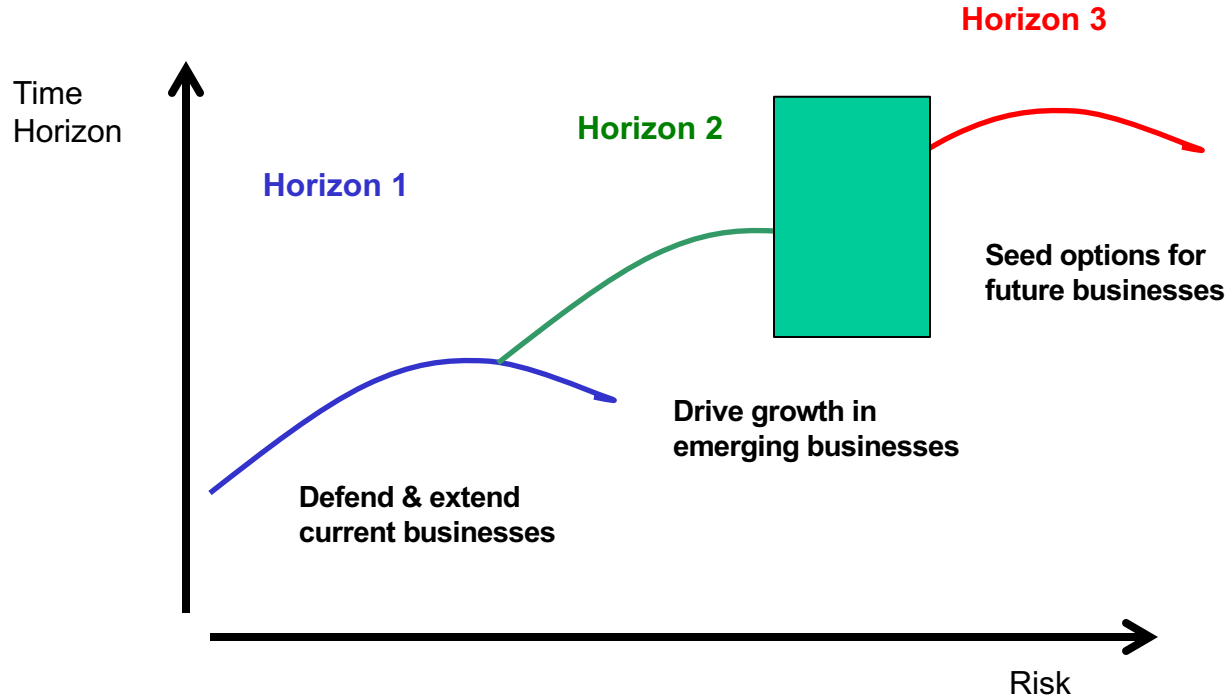 Horizon 3
Time
Horizon
Horizon 2
Horizon 1
Seed options for
future businesses
Drive growth in
emerging businesses
Defend & extend
current businesses
Risk